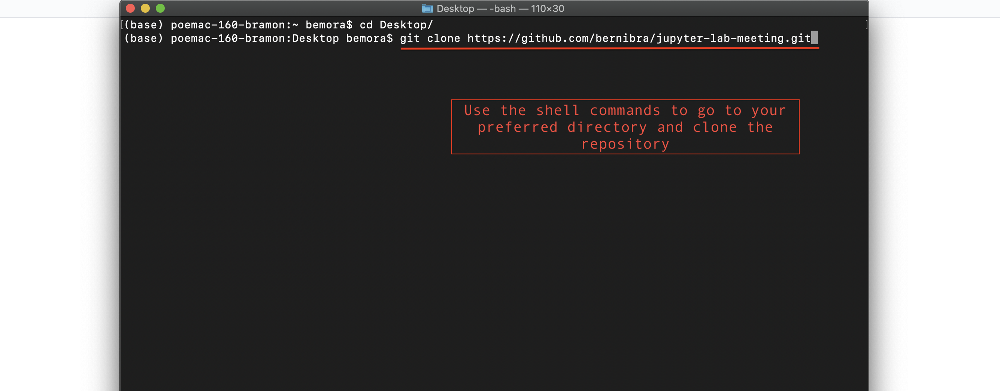 Desktop — -bash — 110×30
[(base) poemac-160-bramon:~ bemora$ cd Desktop/ ]
(base) poemac-160-bramon:Desktop bemora$ git clone https://github.com/bernibra/jupyter-lab-meeting.git
Use the shell commands to go to your
preferred directory and clone the
repository